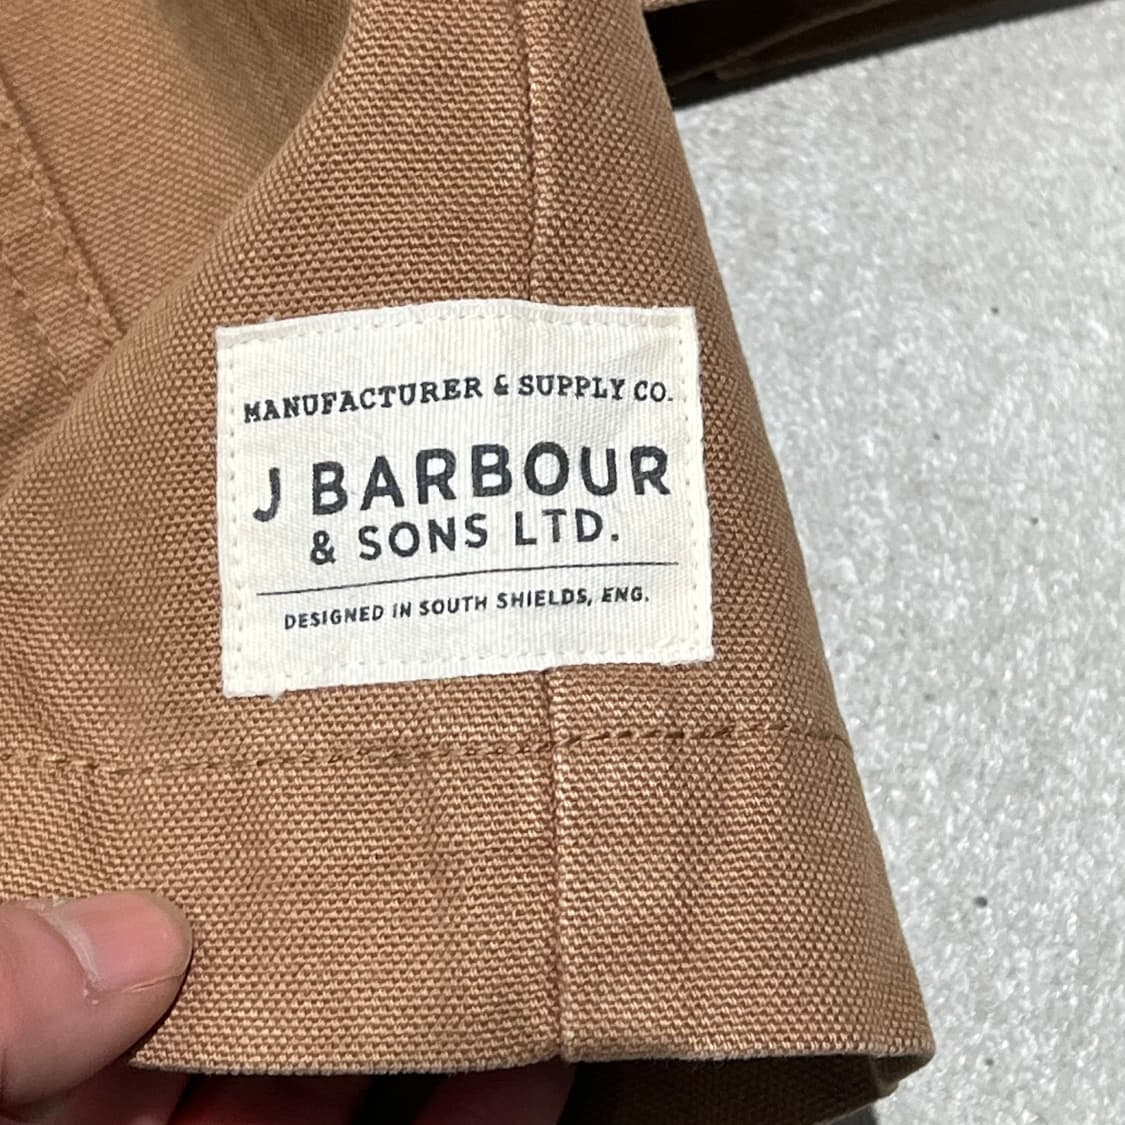 MANUFACTURER & SUPPLY CO.
J BARBOUR
& SONS LTD.
DESIGNED IN SOUTH SHIELDS, ENG.